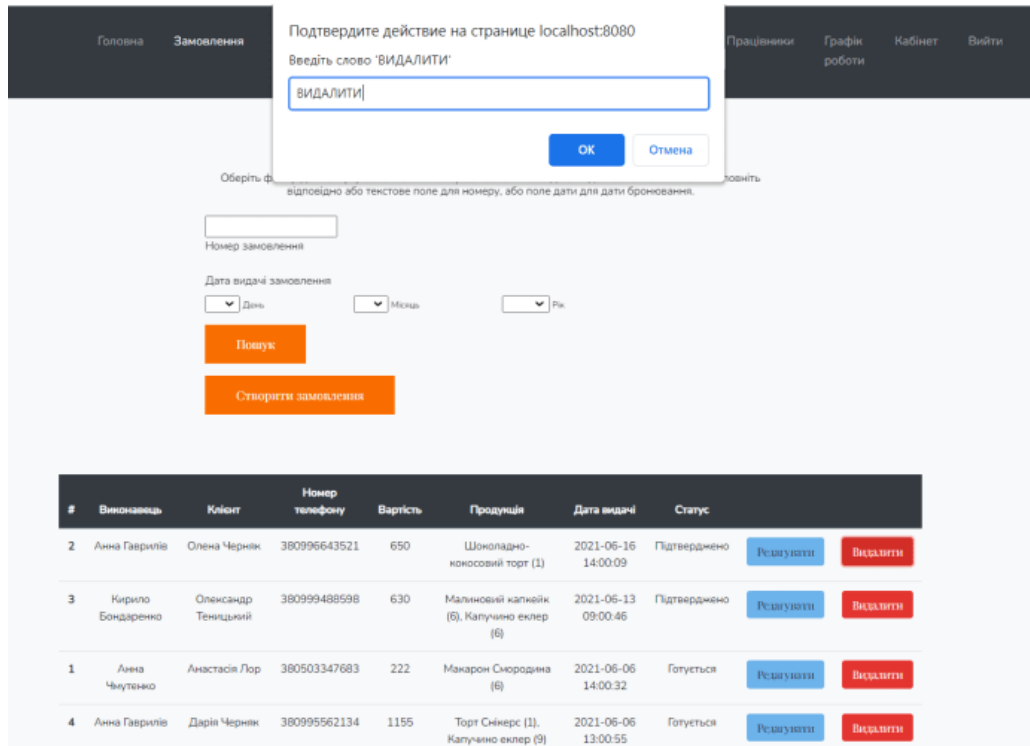 Головна Замовлення Працівники Графік роботи Кабінет Вийти
Подтвердите действие на странице localhost:8080
Введіть слово 'ВИДАЛИТИ'
ВИДАЛИТИ
ОК Отмена
Оберіть
відповідно або текстове поле для номеру, або поле дати для дати бронювання.
Номер замовлення
Дата видачі замовлення
День Місяць Рік
Пошук
Створити замовлення
# Виконавець Клієнт Номер телефону Вартість Продукція Дата видачі Статус
2 Анна Гаврилів Олена Черняк 380996643521 650 Шоколадно-кокосовий торт (1) 2021-06-16 14:00:09 Підтверджено Редагувати Видалити
3 Кирило Бондаренко Олександр Теницький 380999488598 630 Малиновий капкейк (6), Капучино еклер (6) 2021-06-13 09:00:46 Підтверджено Редагувати Видалити
1 Анна Чмутенко Анастасія Лор 380503347683 222 Макарон Смородина (6) 2021-06-06 14:00:32 Готується Редагувати Видалити
4 Анна Гаврилів Дарія Черняк 380995562134 1155 Торт Снікерс (1), Капучино еклер (9) 2021-06-06 13:00:55 Готується Редагувати Видалити